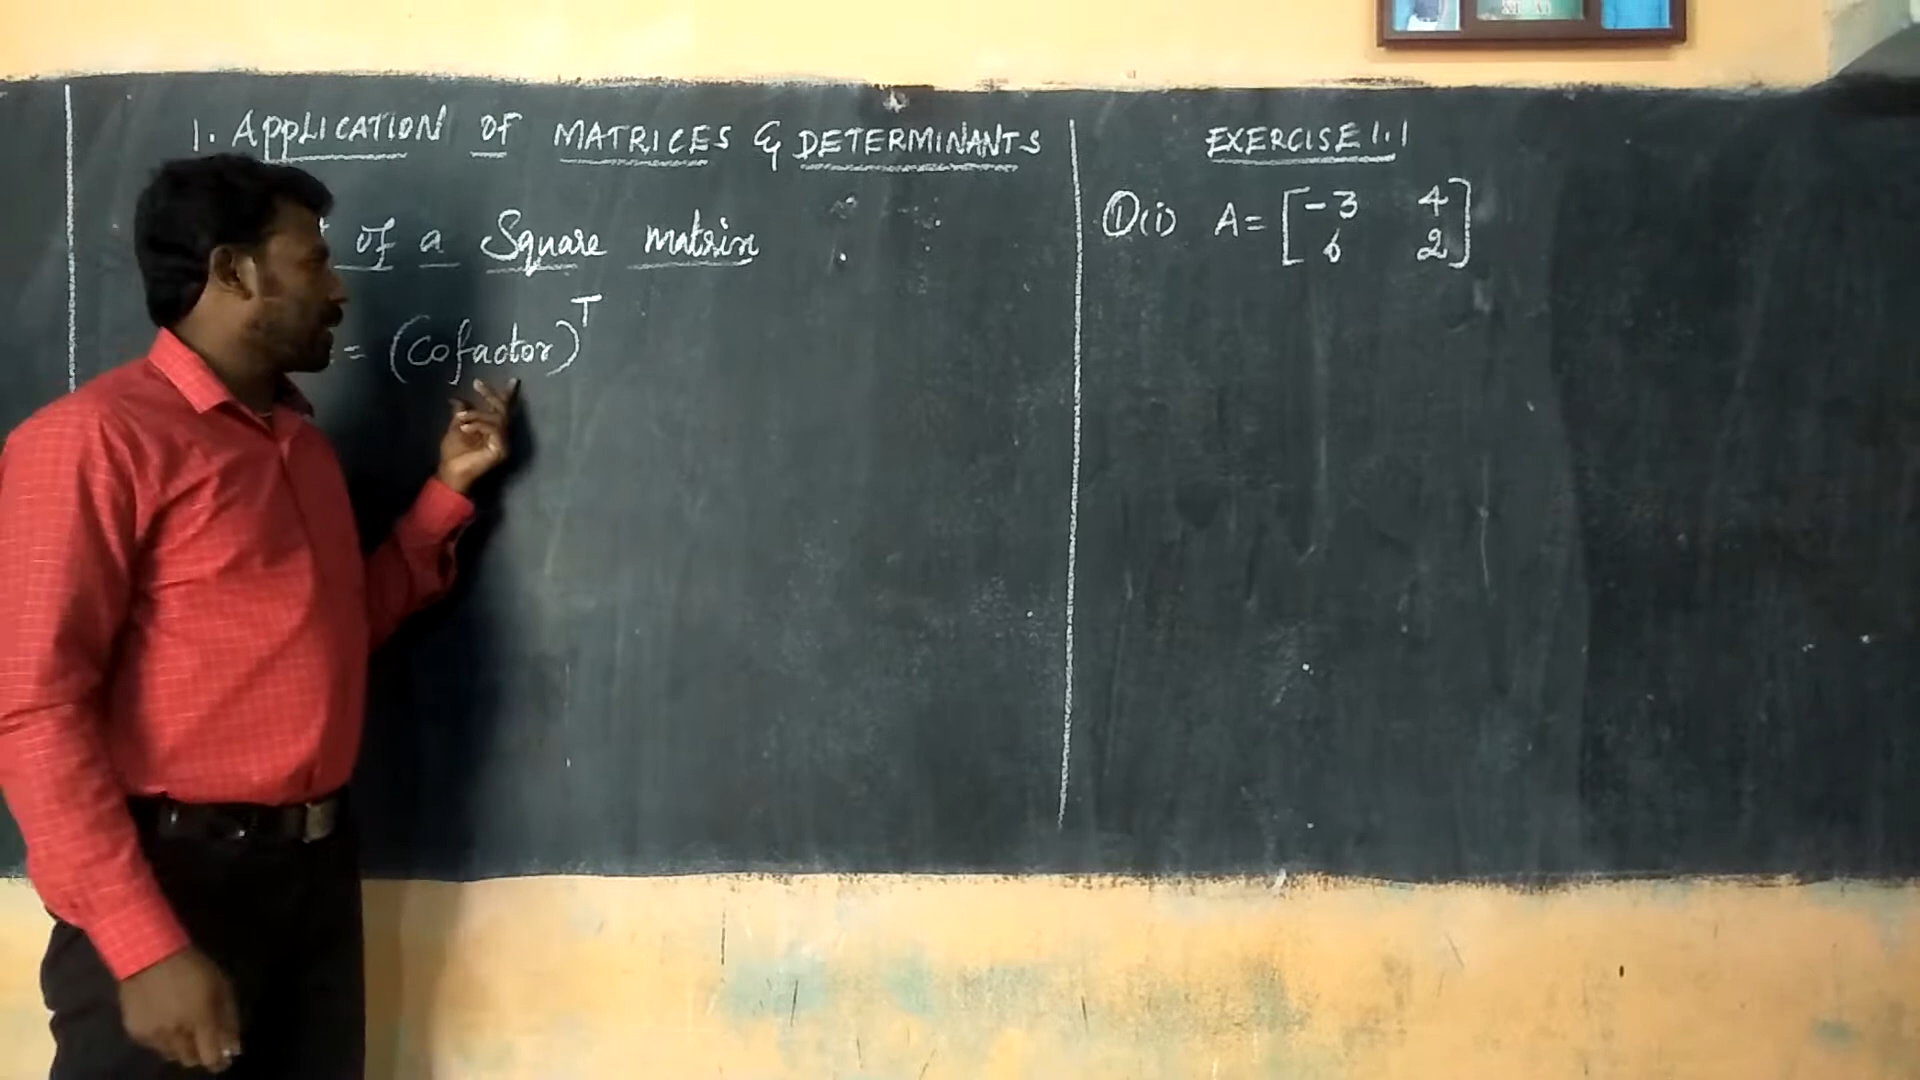 1. APPLICATION OF MATRICES & DETERMINANTS
of a Square matrix
= (Cofactor)ᵀ
EXERCISE 1.1
①(i) A = [ -3 4
6 2 ]